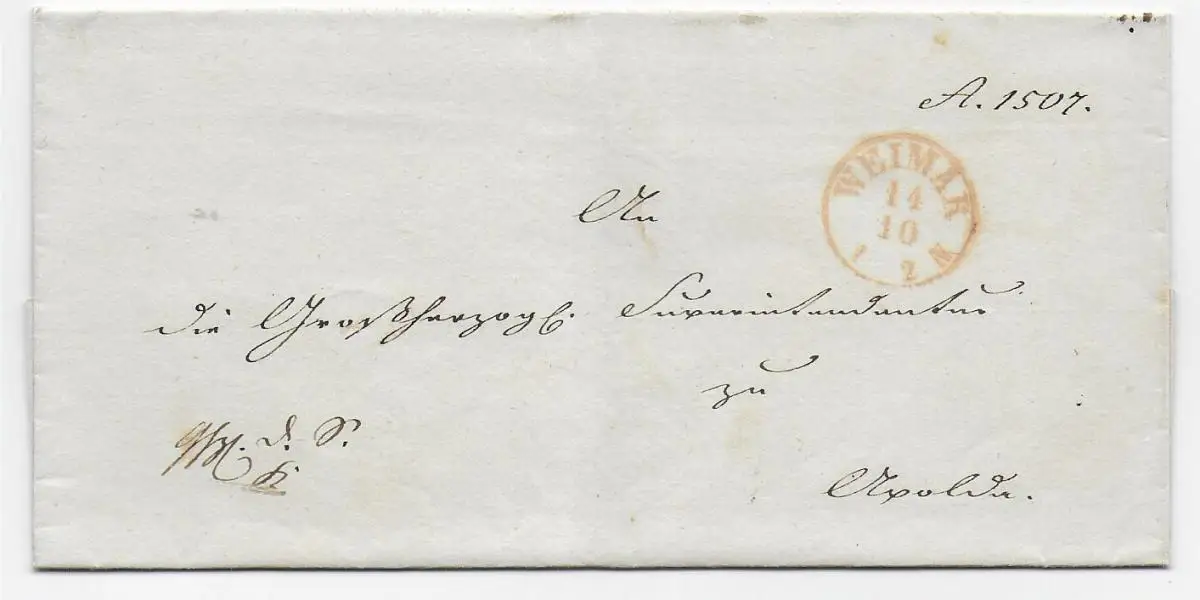 A. 1507.
WEIMAR
14
10
1 2 N
An
die Großherzogl. Superintendentur
zu
d. S.
Apolda.